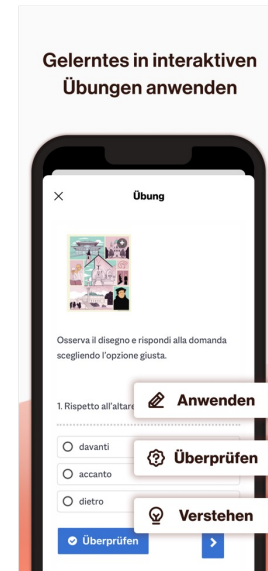 Gelerntes in interaktiven
Übungen anwenden
Übung
Osserva il disegno e rispondi alla domanda
scegliendo l'opzione giusta.
1. Rispetto all'altare
Anwenden
davanti
Überprüfen
accanto
dietro
Verstehen
Überprüfen